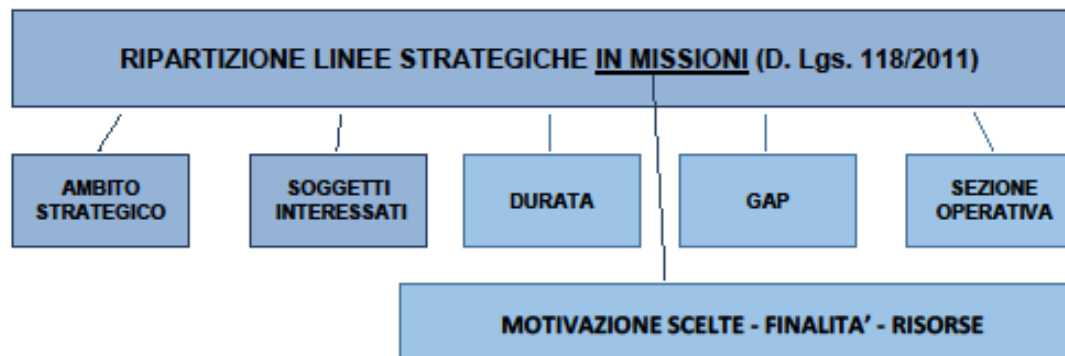 RIPARTIZIONE LINEE STRATEGICHE IN MISSIONI (D. Lgs. 118/2011)
AMBITO
STRATEGICO
SOGGETTI
INTERESSATI
DURATA
GAP
SEZIONE
OPERATIVA
MOTIVAZIONE SCELTE - FINALITA’ - RISORSE